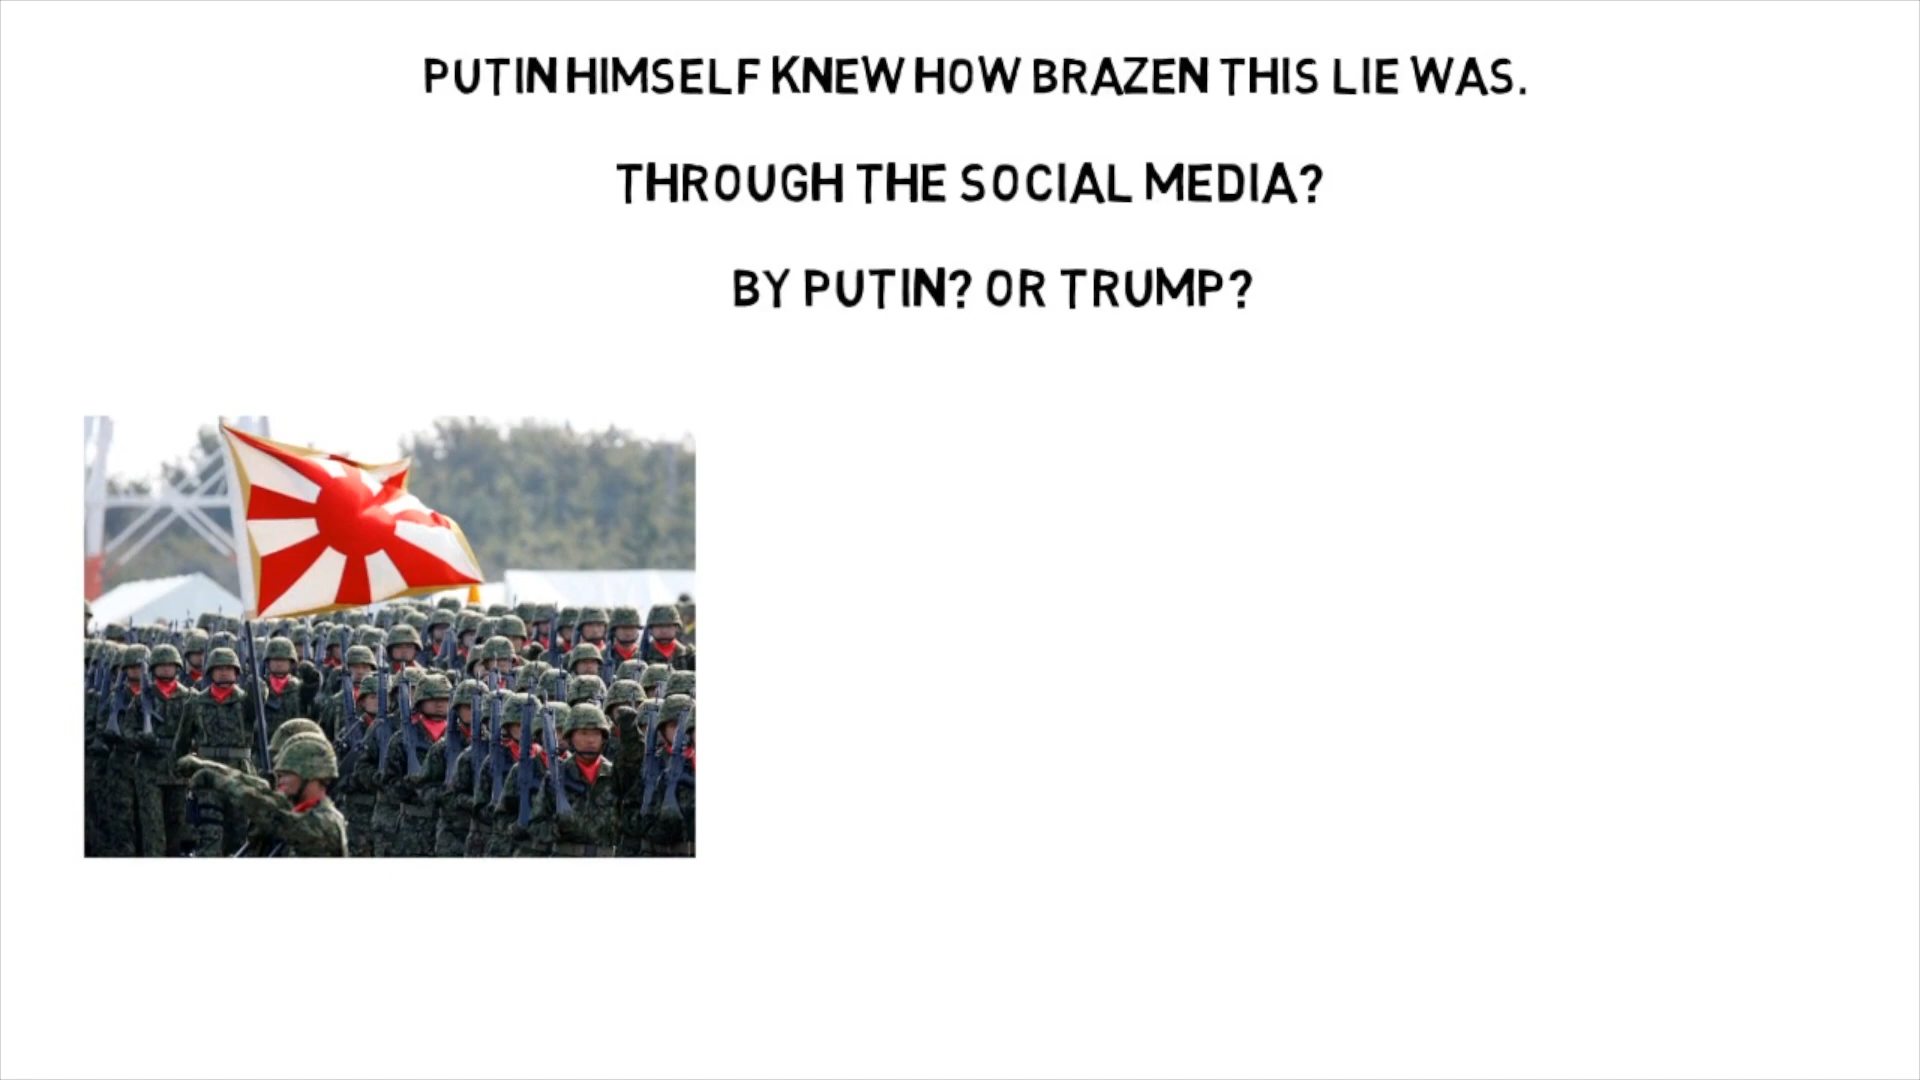 PUTIN HIMSELF KNEW HOW BRAZEN THIS LIE WAS.
THROUGH THE SOCIAL MEDIA?
BY PUTIN? OR TRUMP?